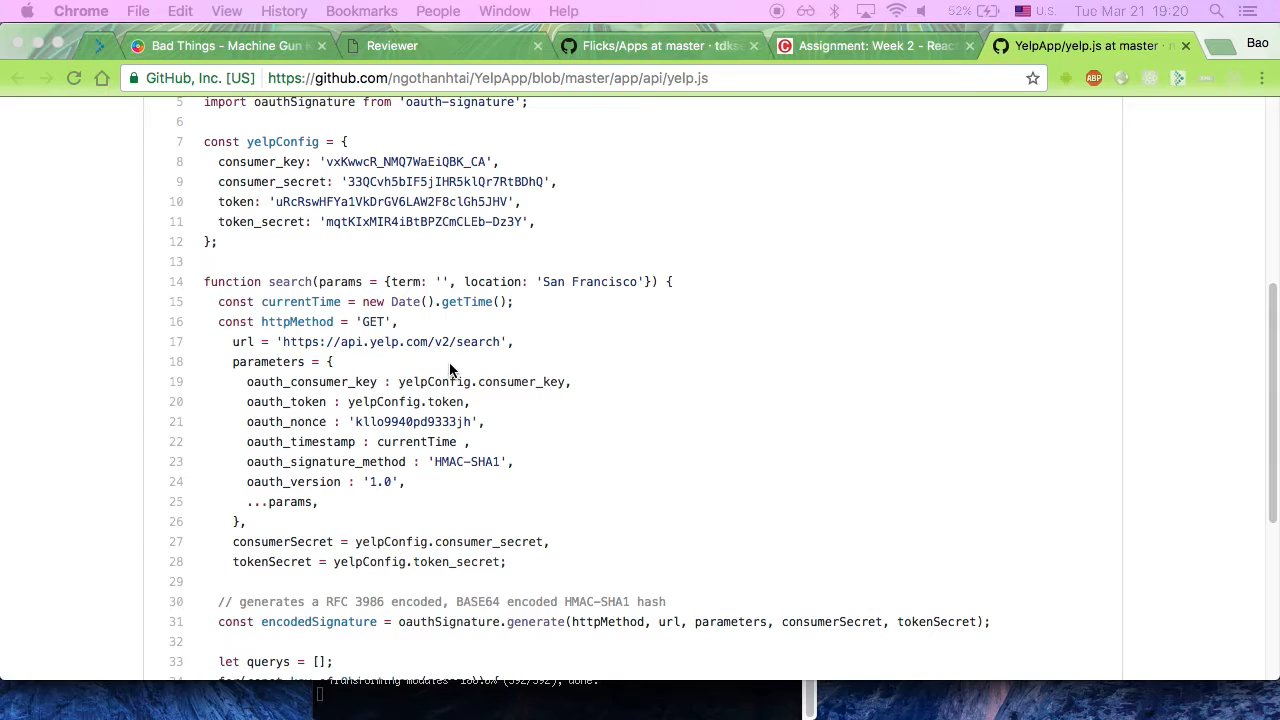 Chrome File Edit View History Bookmarks People Window Help 52% U.S. Tue Mar 21 19:20
Bad Things - Machine Gun Reviewer Flicks/Apps at master · tdks Assignment: Week 2 - Reac YelpApp/yelp.js at master · n Bao
GitHub, Inc. [US] https://github.com/ngothanhtai/YelpApp/blob/master/app/api/yelp.js ABP
5 import oauthSignature from 'oauth-signature';
6
7 const yelpConfig = {
8 consumer_key: 'vxKwwcR_NMQ7WaEiQBK_CA',
9 consumer_secret: '33QCvh5bIF5jIHR5klQr7RtBDhQ',
10 token: 'uRcRswHFYa1VkDrGV6LAW2F8clGh5JHV',
11 token_secret: 'mqtKIxMIR4iBtBPZCmCLEb-Dz3Y',
12 };
13
14 function search(params = {term: '', location: 'San Francisco'}) {
15 const currentTime = new Date().getTime();
16 const httpMethod = 'GET',
17 url = 'https://api.yelp.com/v2/search',
18 parameters = {
19 oauth_consumer_key : yelpConfig.consumer_key,
20 oauth_token : yelpConfig.token,
21 oauth_nonce : 'kllo9940pd9333jh',
22 oauth_timestamp : currentTime ,
23 oauth_signature_method : 'HMAC-SHA1',
24 oauth_version : '1.0',
25 ...params,
26 },
27 consumerSecret = yelpConfig.consumer_secret,
28 tokenSecret = yelpConfig.token_secret;
29
30 // generates a RFC 3986 encoded, BASE64 encoded HMAC-SHA1 hash
31 const encodedSignature = oauthSignature.generate(httpMethod, url, parameters, consumerSecret, tokenSecret);
32
33 let querys = [];